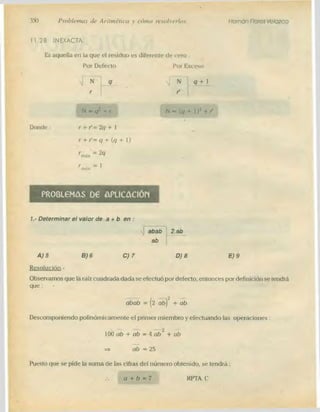 350 Problemas de Aritmética y cómo resolverlos Hernán Flores Velazco
11.2B INEXACTA.
Es aquella en la que el residuo es diferente de cero.
Por Defecto Por Exceso
N q N q + 1
r r'
N = q² + r N = (q + 1)² - r'
Donde : r + r' = 2q + 1
r + r' = q + (q + 1)
r máx = 2q
r mín = 1
PROBLEMAS DE APLICACIÓN
1.- Determinar el valor de a + b en :
abab 2.ab
ab
A) 5 B) 6 C) 7 D) 8 E) 9
Resolución :
Observamos que la raíz cuadrada dada se efectuó por defecto, entonces por definición se tendrá
que :
abab = (2 ab)² + ab
Descomponiendo polinómicamente el primer miembro y efectuando las operaciones :
100 ab + ab = 4 ab² + ab
⇒ ab = 25
Puesto que se pide la suma de las cifras del número obtenido, se tendrá :
∴ a + b = 7 RPTA. C